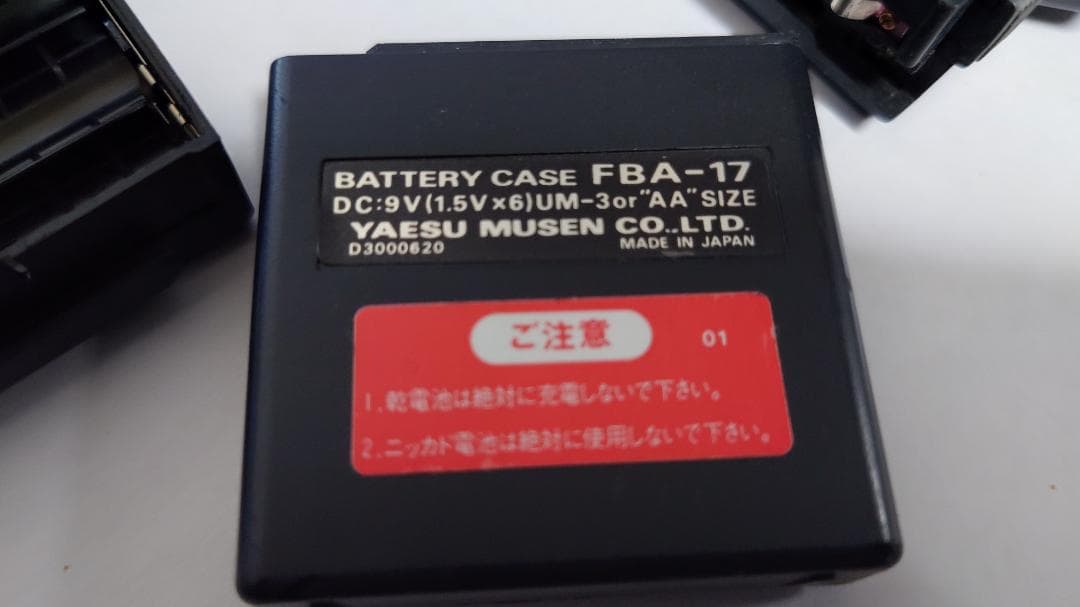 BATTERY CASE FBA-17
DC:9V(1.5V×6)UM-3or"AA"SIZE
YAESU MUSEN CO.,LTD.
D3000620 MADE IN JAPAN
ご注意 01
1.乾電池は絶対に充電しないで下さい。
2.ニッカド電池は絶対に使用しないで下さい。